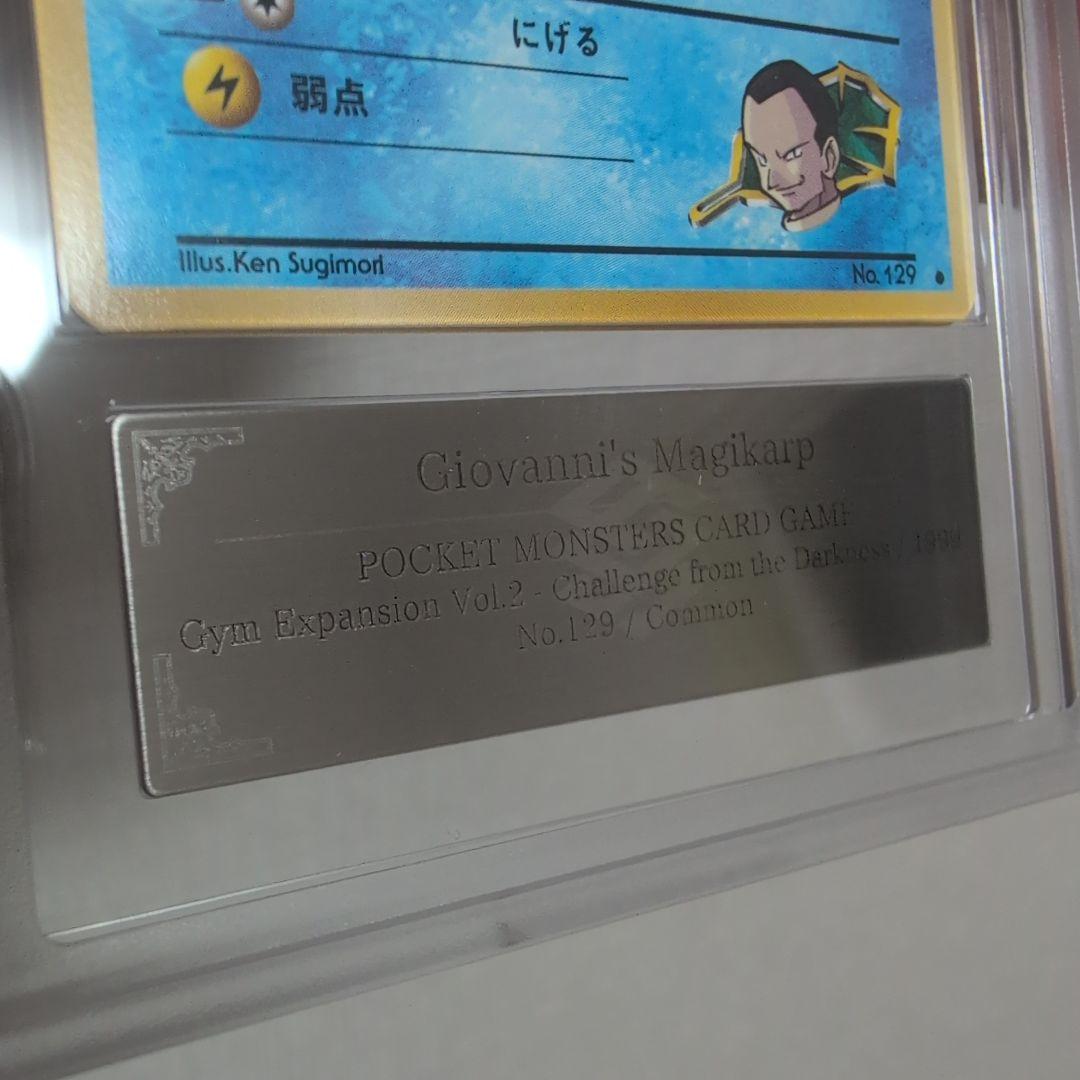 にげる
弱点
Illus.Ken Sugimori
No. 129
Giovanni's Magikarp
POCKET MONSTERS CARD GAME
Gym Expansion Vol.2 - Challenge from the Darkness / 1999
No.129 / Common